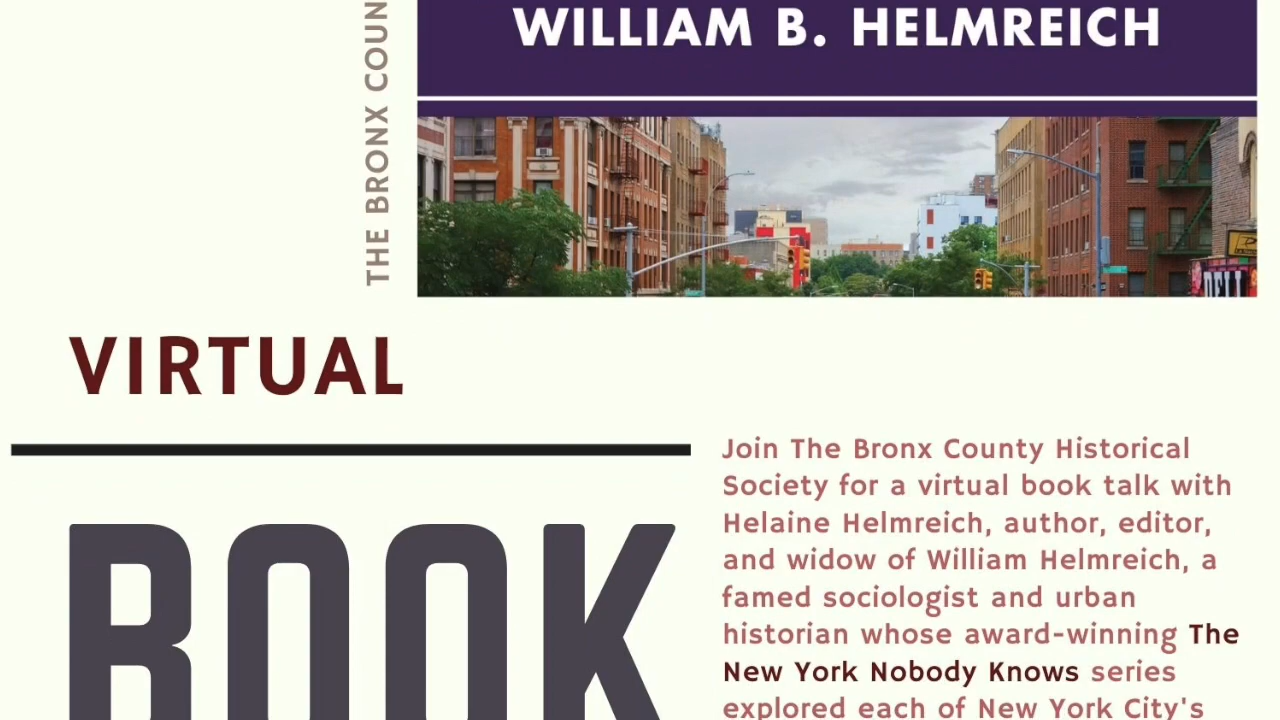 WILLIAM B. HELMREICH
THE BRONX COUN
DELI
VIRTUAL
BOOK
Join The Bronx County Historical
Society for a virtual book talk with
Helaine Helmreich, author, editor,
and widow of William Helmreich, a
famed sociologist and urban
historian whose award-winning The
New York Nobody Knows series
explored each of New York City's